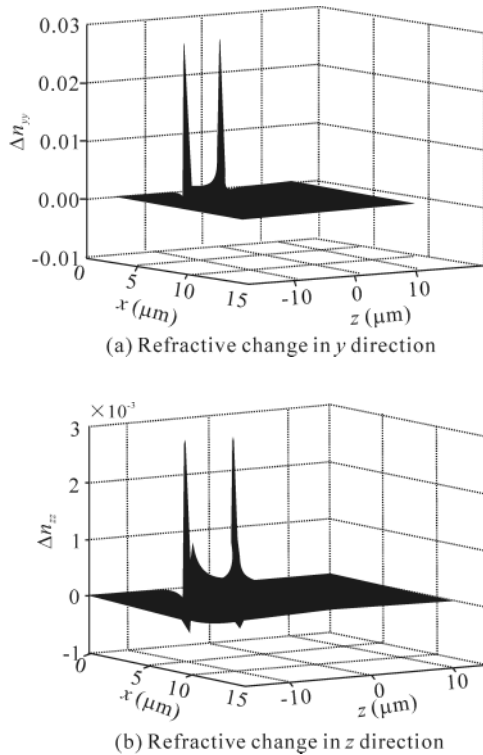 0.03
0.02
0.01
0.00
-0.01
Δn_yy
0 5 10 15
x (μm)
-10 0 10
z (μm)
(a) Refractive change in y direction
×10⁻³
3
2
1
0
-1
Δn_zz
0 5 10 15
x (μm)
-10 0 10
z (μm)
(b) Refractive change in z direction